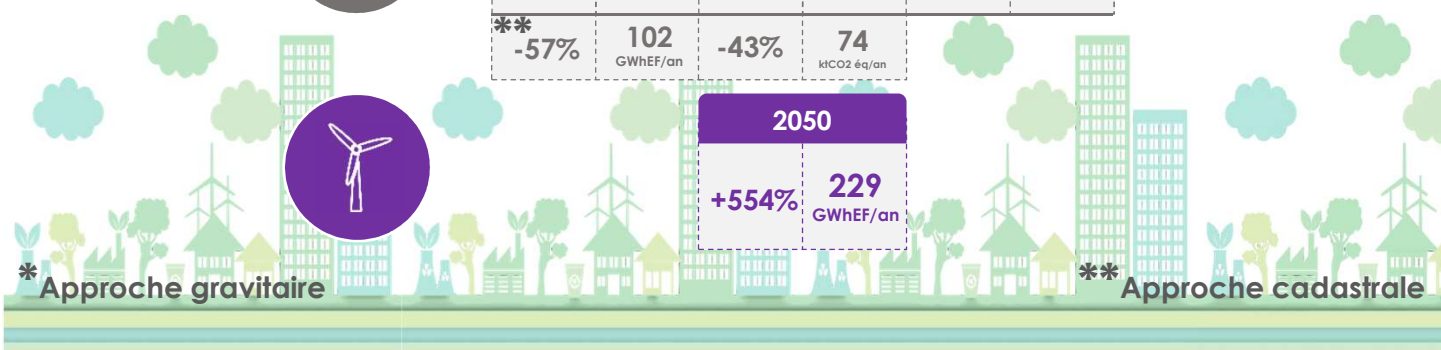 **
-57% 102 -43% 74
GWhEF/an ktCO2 éq/an
2050
+554% 229
GWhEF/an
*Approche gravitaire
**Approche cadastrale